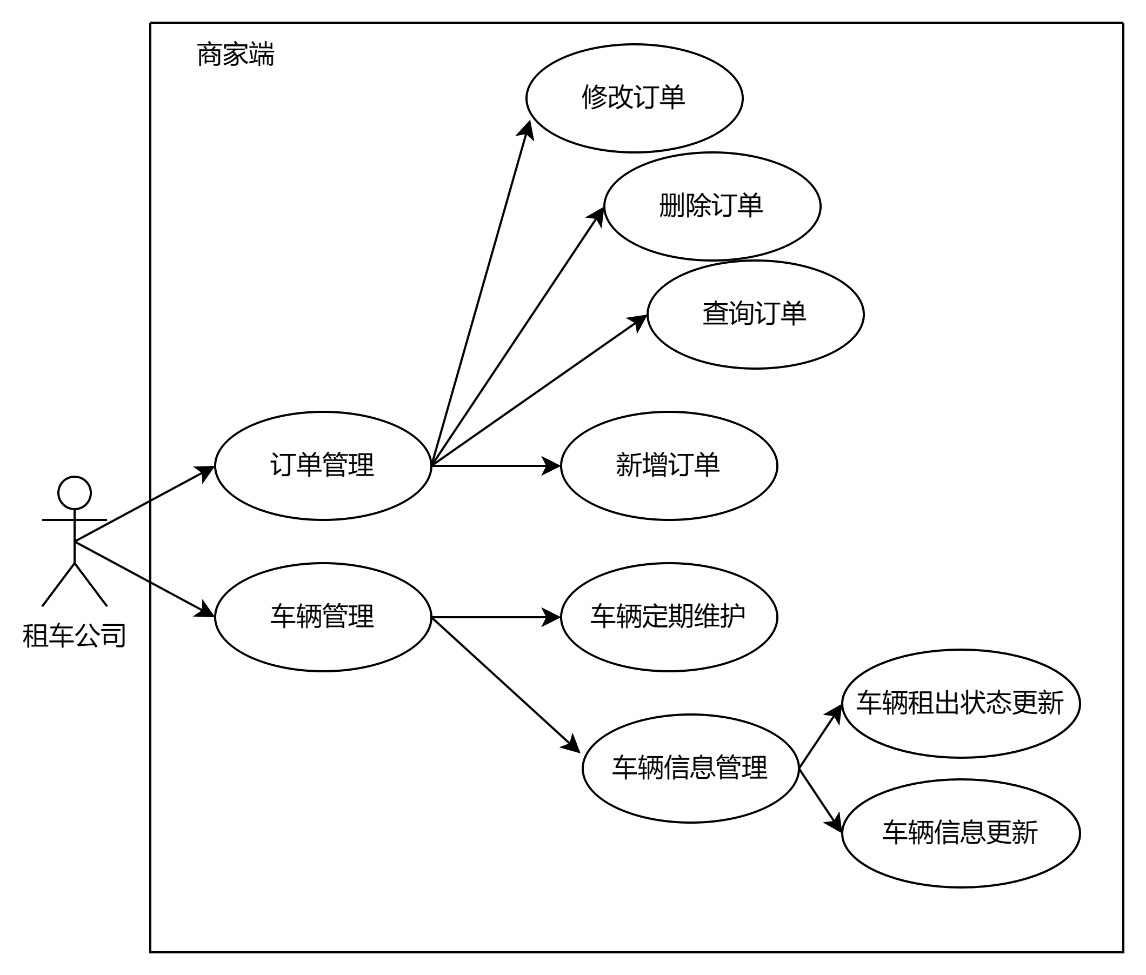 商家端
修改订单
删除订单
查询订单
订单管理
新增订单
租车公司
车辆管理
车辆定期维护
车辆信息管理
车辆租出状态更新
车辆信息更新